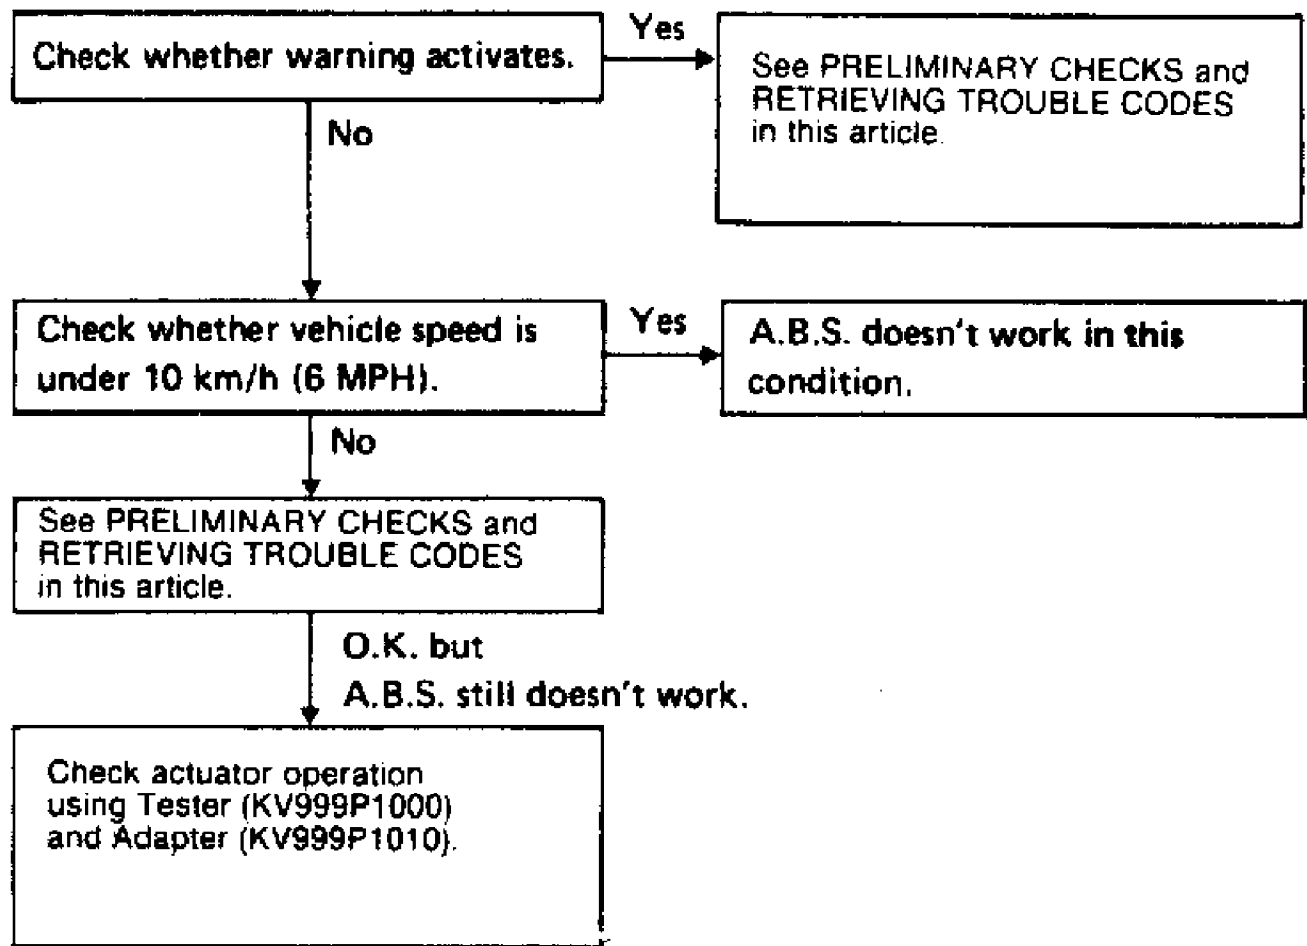 Check whether warning activates.
Yes
See PRELIMINARY CHECKS and
RETRIEVING TROUBLE CODES
in this article.
No
Check whether vehicle speed is
under 10 km/h (6 MPH).
Yes
A.B.S. doesn't work in this
condition.
No
See PRELIMINARY CHECKS and
RETRIEVING TROUBLE CODES
in this article.
O.K. but
A.B.S. still doesn't work.
Check actuator operation
using Tester (KV999P1000)
and Adapter (KV999P1010).